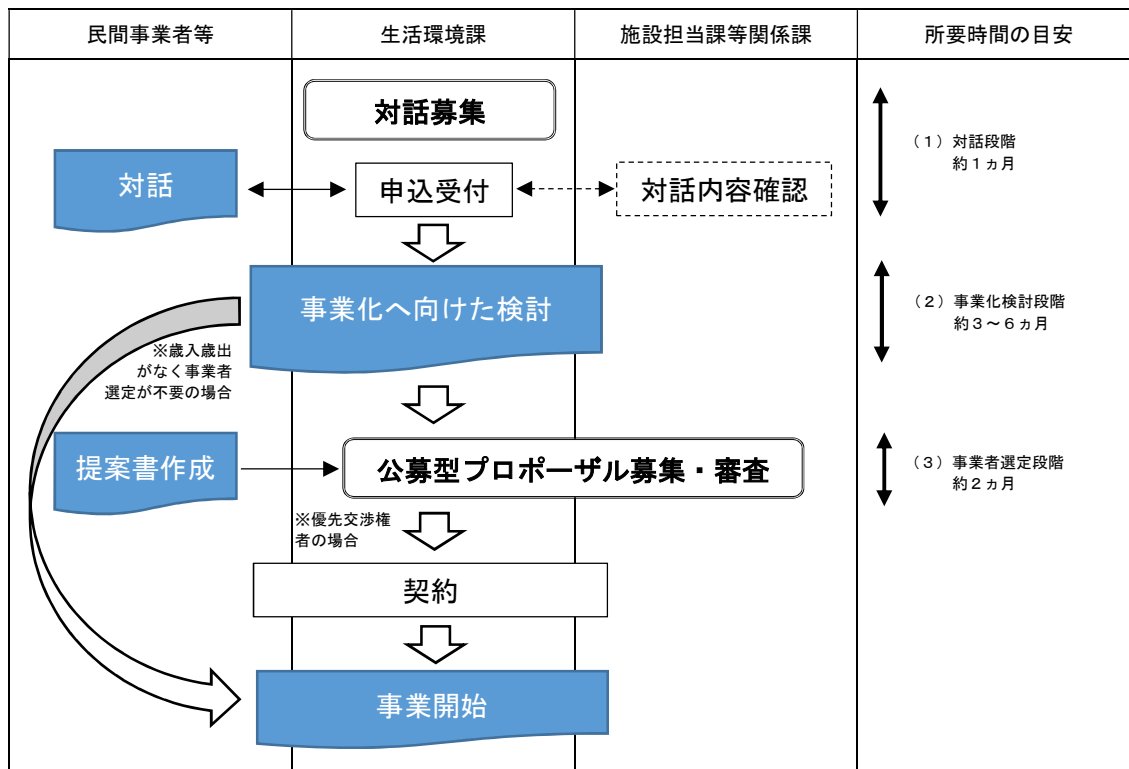 民間事業者等
生活環境課
施設担当課等関係課
所要時間の目安
対話募集
(1)対話段階
約1ヵ月
対話
申込受付
対話内容確認
事業化へ向けた検討
(2)事業化検討段階
約3~6ヵ月
※歳入歳出
がなく事業者
選定が不要の場合
提案書作成
公募型プロポーザル募集・審査
(3)事業者選定段階
約2ヵ月
※優先交渉権
者の場合
契約
事業開始